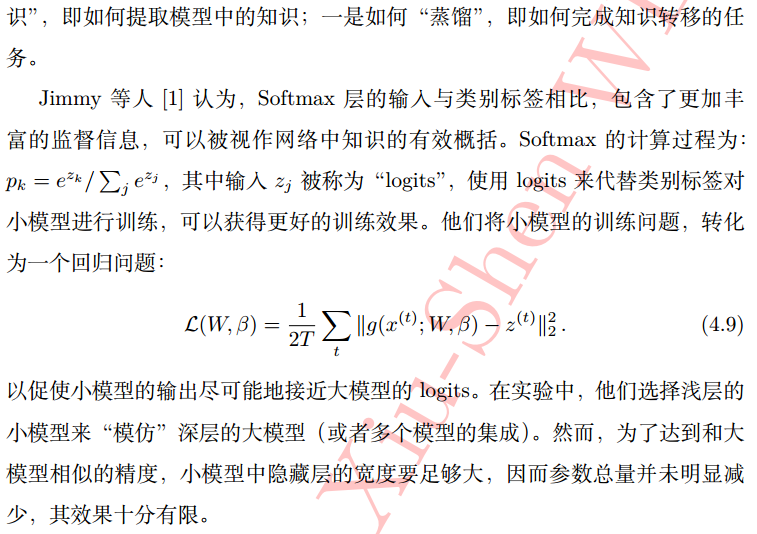 识”，即如何提取模型中的知识；一是如何“蒸馏”，即如何完成知识转移的任
务。
Jimmy 等人 [1] 认为，Softmax 层的输入与类别标签相比，包含了更加丰
富的监督信息，可以被视作网络中知识的有效概括。Softmax 的计算过程为：
p_k = e^{z_k} / ∑_j e^{z_j}，其中输入 z_j 被称为“logits”，使用 logits 来代替类别标签对
小模型进行训练，可以获得更好的训练效果。他们将小模型的训练问题，转化
为一个回归问题：
L(W, β) = \frac{1}{2T} ∑_t ‖g(x^{(t)}; W, β) − z^{(t)}‖_2^2 . (4.9)
以促使小模型的输出尽可能地接近大模型的 logits。在实验中，他们选择浅层的
小模型来“模仿”深层的大模型（或者多个模型的集成）。然而，为了达到和大
模型相似的精度，小模型中隐藏层的宽度要足够大，因而参数总量并未明显减
少，其效果十分有限。
Xiu-Shen W